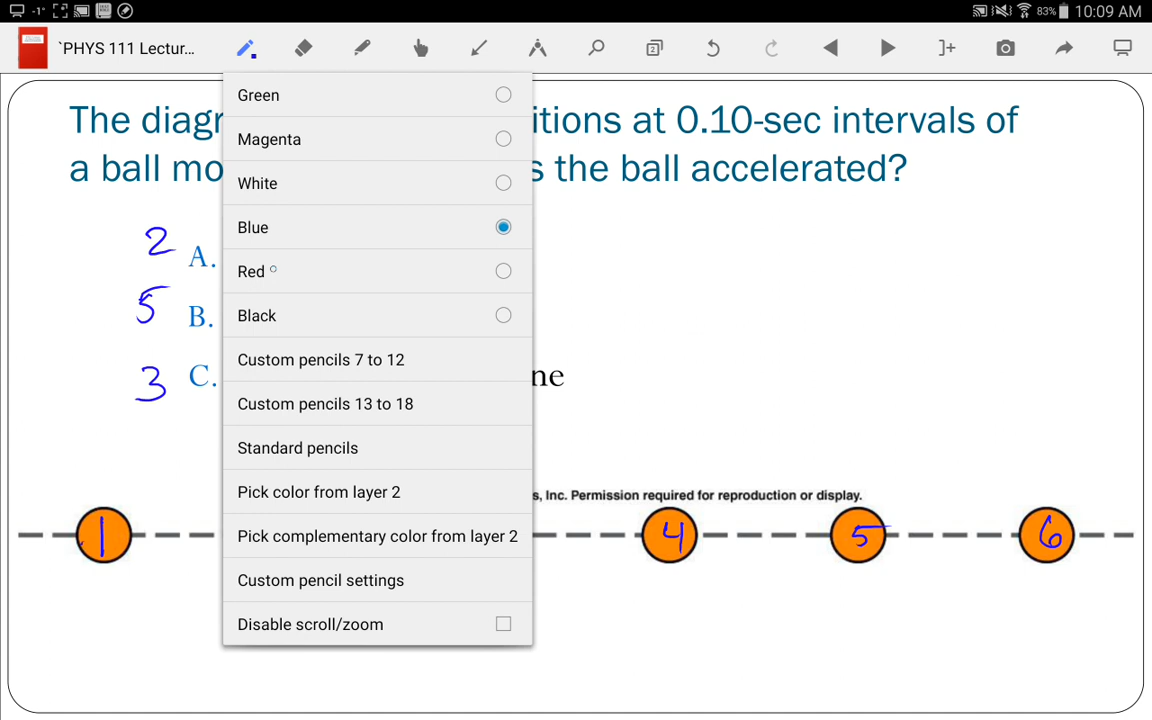 -1° 83% 10:09 AM
`PHYS 111 Lectur... 2 ]+
The diagr itions at 0.10-sec intervals of
a ball mo s the ball accelerated?
Green
Magenta
White
Blue
Red
Black
Custom pencils 7 to 12
Custom pencils 13 to 18
Standard pencils
Pick color from layer 2
Pick complementary color from layer 2
Custom pencil settings
Disable scroll/zoom
2 A.
5 B.
3 C. ne
s, Inc. Permission required for reproduction or display.
1 4 5 6